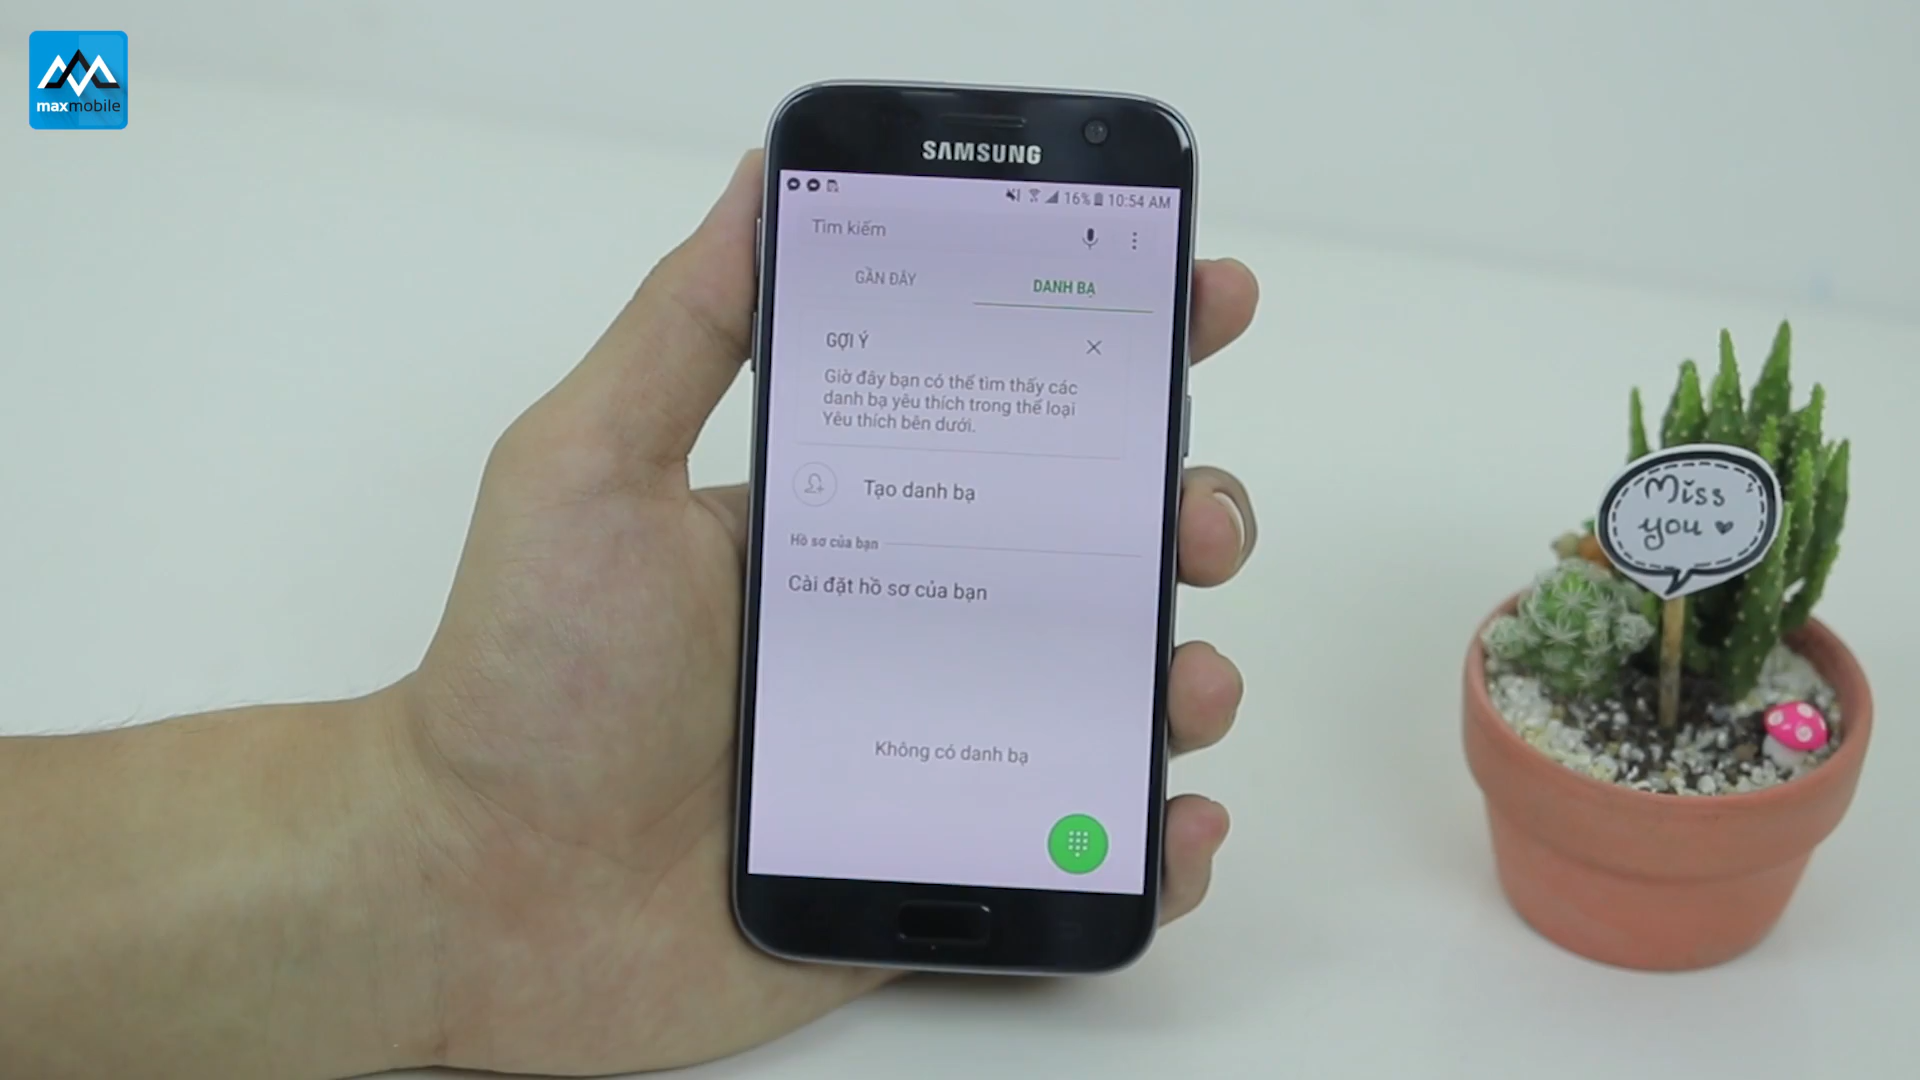 maxmobile
SAMSUNG
16% 10:54 AM
Tìm kiếm
GẦN ĐÂY
DANH BẠ
GỢI Ý
Giờ đây bạn có thể tìm thấy các
danh bạ yêu thích trong thể loại
Yêu thích bên dưới.
Tạo danh bạ
Hồ sơ của bạn
Cài đặt hồ sơ của bạn
Không có danh bạ
Miss
you